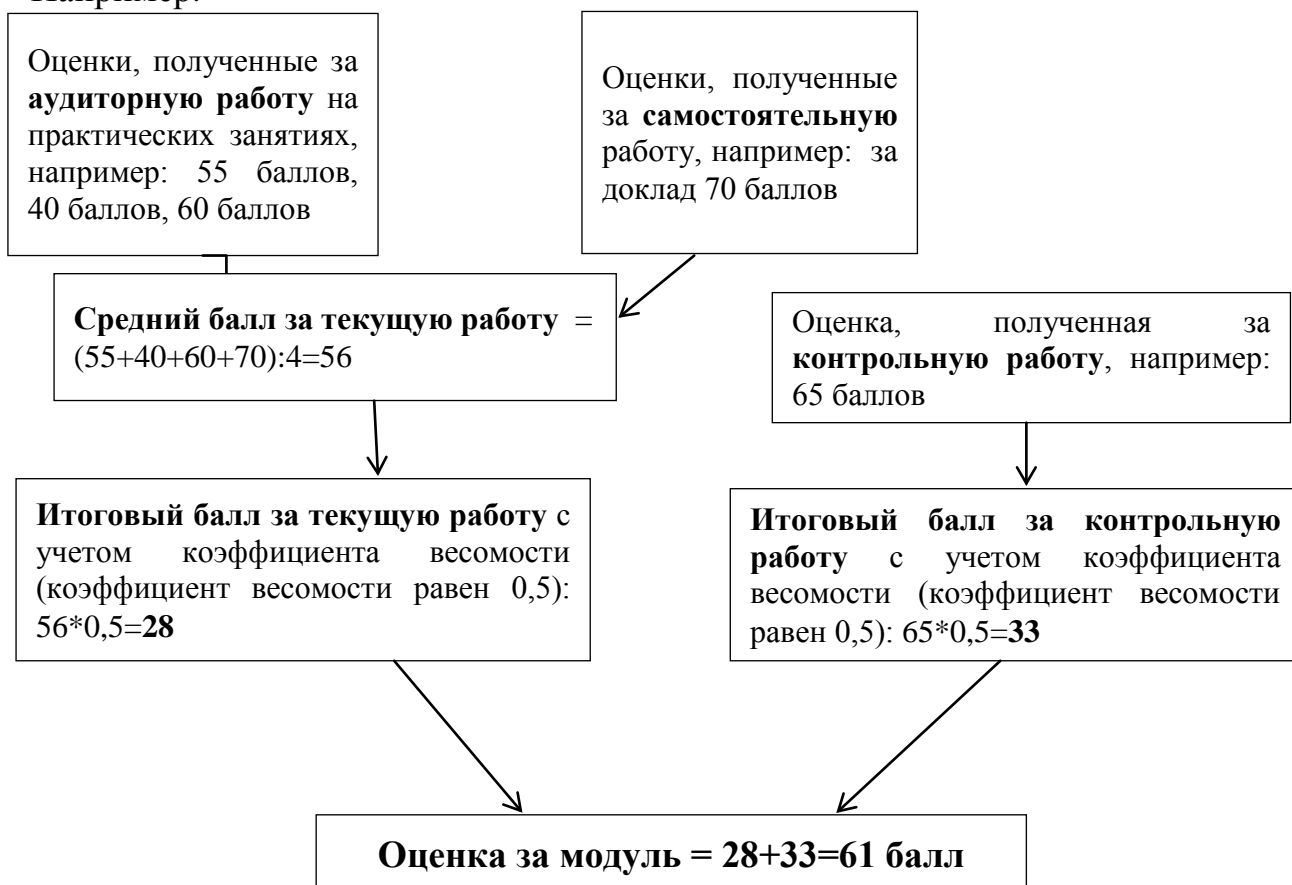 Например:
Оценки, полученные за
аудиторную работу на
практических занятиях,
например: 55 баллов,
40 баллов, 60 баллов
Оценки, полученные
за самостоятельную
работу, например: за
доклад 70 баллов
Средний балл за текущую работу =
(55+40+60+70):4=56
Оценка, полученная за
контрольную работу, например:
65 баллов
Итоговый балл за текущую работу с
учетом коэффициента весомости
(коэффициент весомости равен 0,5):
56*0,5=28
Итоговый балл за контрольную
работу с учетом коэффициента
весомости (коэффициент весомости
равен 0,5): 65*0,5=33
Оценка за модуль = 28+33=61 балл